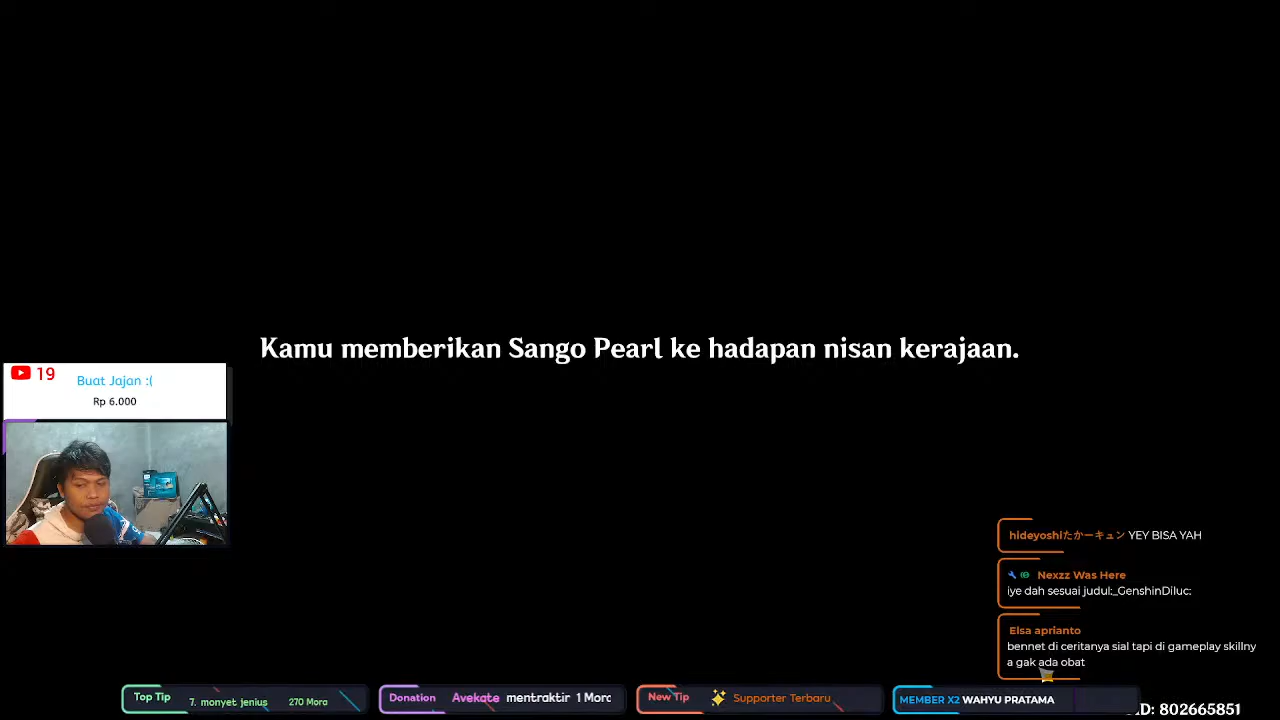 Kamu memberikan Sango Pearl ke hadapan nisan kerajaan.
19
Buat Jajan :(
Rp 6.000
hideyoshiたかーキュン YEY BISA YAH
Nexzz Was Here
iye dah sesuai judul:_GenshinDiluc:
Elsa aprianto
bennet di ceritanya sial tapi di gameplay skillny
a gak ada obat
Top Tip
7. monyet jenius 270 Mora
Donation
Avekate mentraktir 1 Mora
New Tip
Supporter Terbaru
MEMBER X2 WAHYU PRATAMA
UID: 802665851